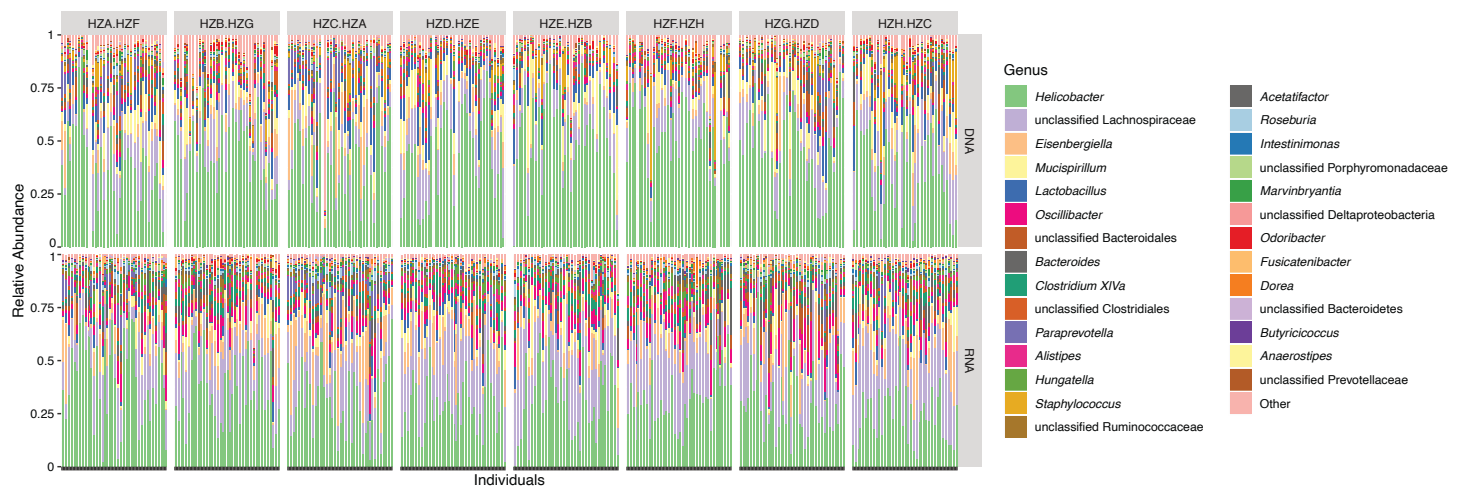 HZA.HZF HZB.HZG HZC.HZA HZD.HZE HZE.HZB HZF.HZH HZG.HZD HZH.HZC
Relative Abundance
1
0.75
0.5
0.25
0
DNA
1
0.75
0.5
0.25
0
RNA
Individuals
Genus
Helicobacter
unclassified Lachnospiraceae
Eisenbergiella
Mucispirillum
Lactobacillus
Oscillibacter
unclassified Bacteroidales
Bacteroides
Clostridium XIVa
unclassified Clostridiales
Paraprevotella
Alistipes
Hungatella
Staphylococcus
unclassified Ruminococcaceae
Acetatifactor
Roseburia
Intestinimonas
unclassified Porphyromonadaceae
Marvinbryantia
unclassified Deltaproteobacteria
Odoribacter
Fusicatenibacter
Dorea
unclassified Bacteroidetes
Butyricicoccus
Anaerostipes
unclassified Prevotellaceae
Other